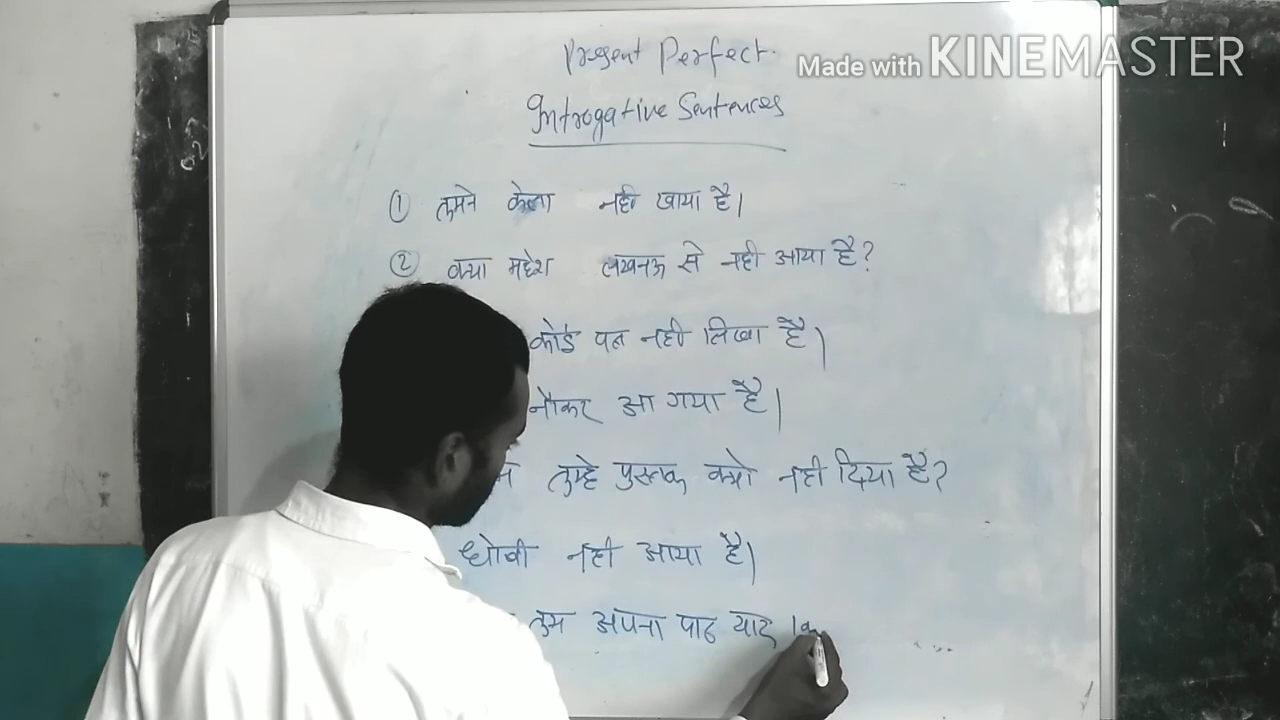 Present Perfect
Made with KINEMASTER
Introgative Sentences
① तुमने केला नही खाया है।
② क्या महेश लखनऊ से नही आया है?
कोई पत्र नही लिखा है।
नौकर आ गया है।
तुम्हे पुस्तक क्यो नही दिया है?
धोबी नही आया है।
तुम अपना पाठ याद